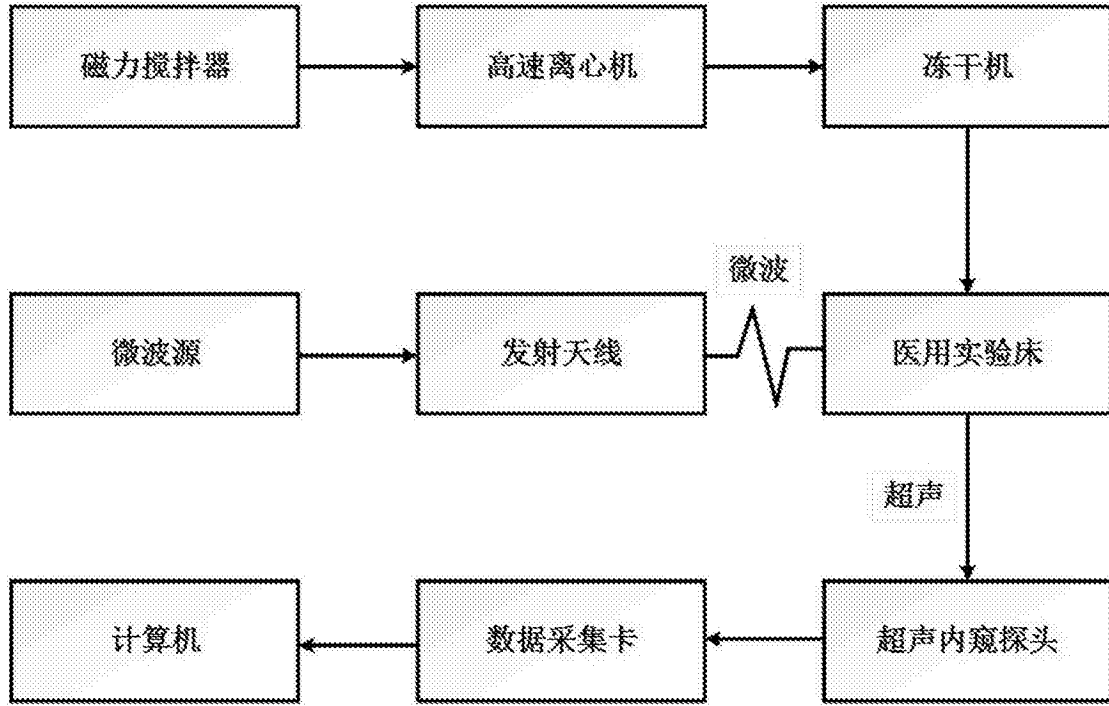 磁力搅拌器
高速离心机
冻干机
微波
微波源
发射天线
医用实验床
超声
计算机
数据采集卡
超声内窥探头